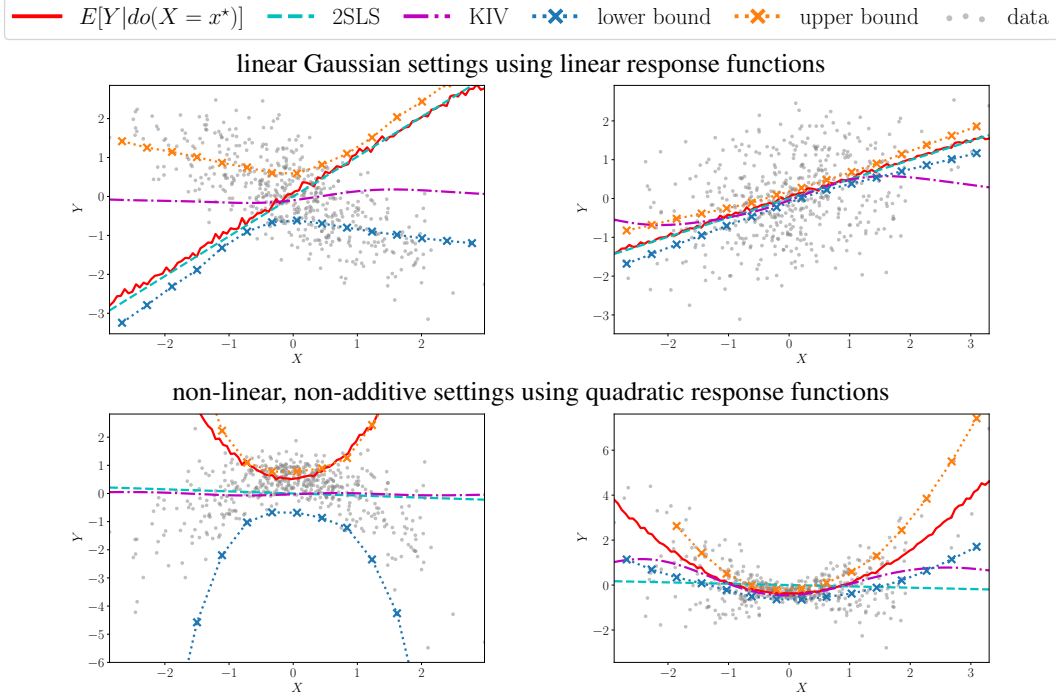 E[Y|do(X = x⋆)] 2SLS KIV lower bound upper bound data
linear Gaussian settings using linear response functions
2
1
0
−1
−2
−3
Y
−2 −1 0 1 2
X
2
1
0
−1
−2
−3
Y
−2 −1 0 1 2 3
X
non-linear, non-additive settings using quadratic response functions
2
1
0
−1
−2
−3
−4
−5
−6
Y
−2 −1 0 1 2
X
6
4
2
0
−2
Y
−2 −1 0 1 2 3
X